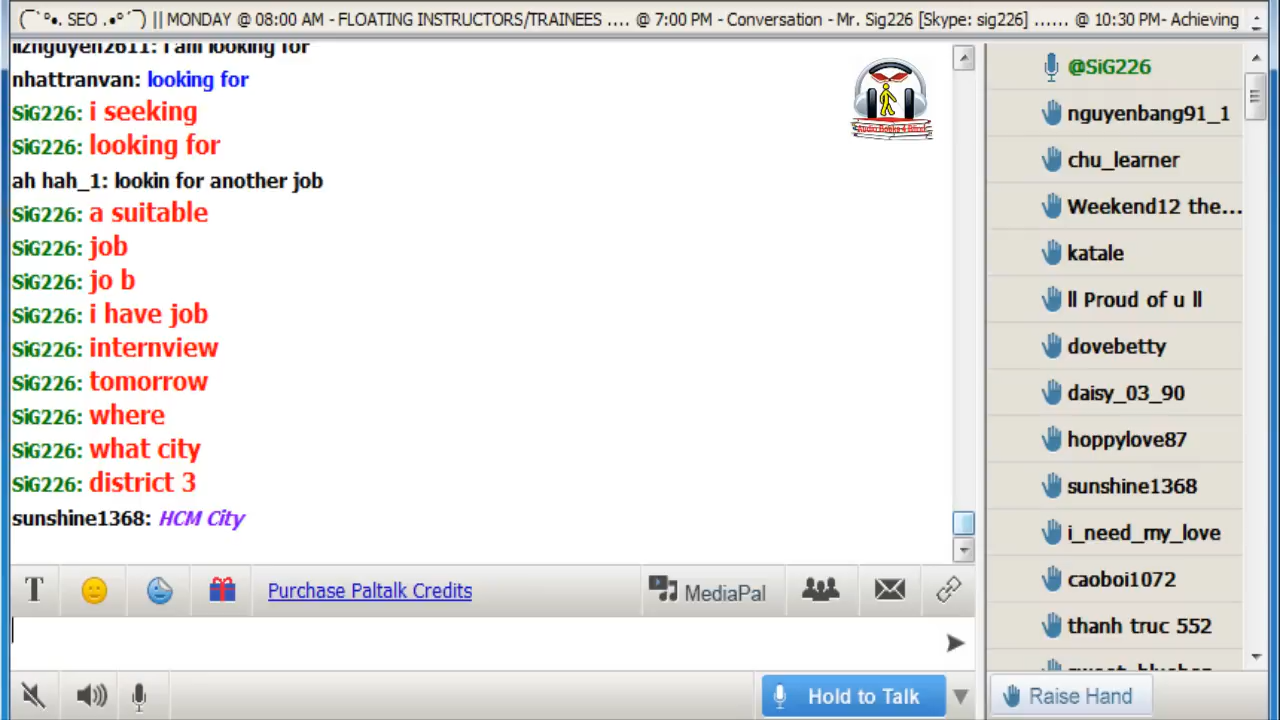 (¯`°•. SEO .•°´¯) || MONDAY @ 08:00 AM - FLOATING INSTRUCTORS/TRAINEES .... @ 7:00 PM - Conversation - Mr. Sig226 [Skype: sig226] ...... @ 10:30 PM- Achieving
i am looking for
nhattranvan: looking for
SiG226: i seeking
SiG226: looking for
ah hah_1: lookin for another job
SiG226: a suitable
SiG226: job
SiG226: jo b
SiG226: i have job
SiG226: internview
SiG226: tomorrow
SiG226: where
SiG226: what city
SiG226: district 3
sunshine1368: HCM City
Purchase Paltalk Credits
MediaPal
Hold to Talk
@SiG226
nguyenbang91_1
chu_learner
Weekend12 the...
katale
ll Proud of u ll
dovebetty
daisy_03_90
hoppylove87
sunshine1368
i_need_my_love
caoboi1072
thanh truc 552
Raise Hand